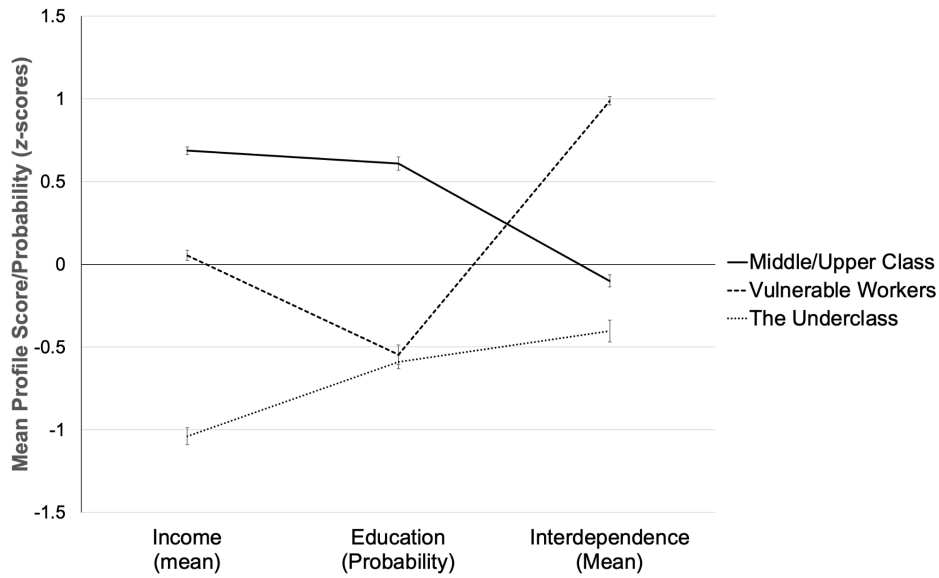 Mean Profile Score/Probability (z-scores)
1.5
1
0.5
0
-0.5
-1
-1.5
Income
(mean)
Education
(Probability)
Interdependence
(Mean)
Middle/Upper Class
Vulnerable Workers
The Underclass